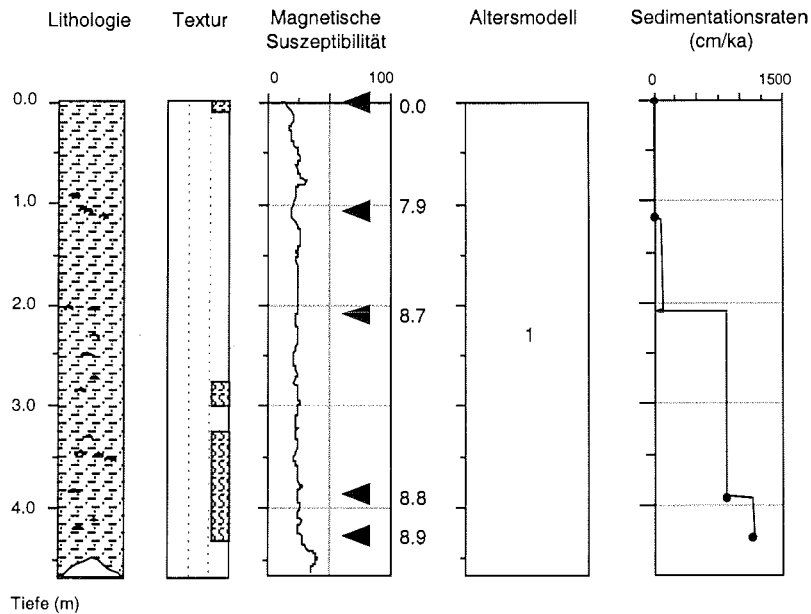 Lithologie Textur Magnetische Suszeptibilität Altersmodell Sedimentationsraten (cm/ka)
0 100 0 1500
0.0 0.0
1.0 7.9
2.0 8.7
1
3.0
4.0 8.8
8.9
Tiefe (m)